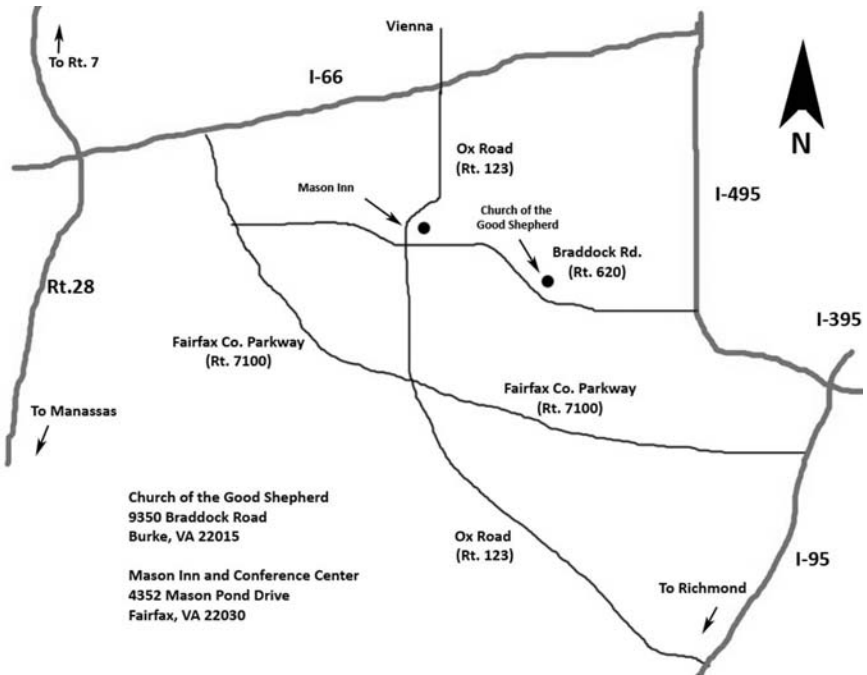 Vienna
To Rt. 7
I-66
N
Ox Road
(Rt. 123)
Mason Inn
I-495
Church of the
Good Shepherd
Braddock Rd.
(Rt. 620)
Rt.28
I-395
Fairfax Co. Parkway
(Rt. 7100)
Fairfax Co. Parkway
(Rt. 7100)
To Manassas
Church of the Good Shepherd
9350 Braddock Road
Burke, VA 22015
Ox Road
(Rt. 123)
I-95
Mason Inn and Conference Center
4352 Mason Pond Drive
Fairfax, VA 22030
To Richmond